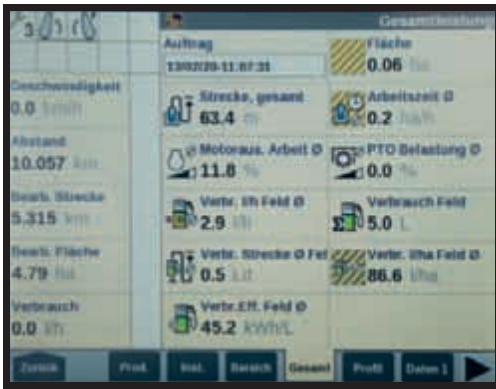 Gesamtleistung
3
Geschwindigkeit
0.0 km/h
Abstand
10.057 km
Bearb. Strecke
5.315 km
Bearb. Fläche
4.79 ha
Verbrauch
0.0 l/h
Auftrag
13/02/20-11:07:31
Fläche
0.06 ha
Strecke, gesamt
63.4 m
Arbeitszeit Ø
0.2 ha/h
Motoraus. Arbeit Ø
11.8 %
PTO Belastung Ø
0.0 %
Verbr. l/h Feld Ø
2.9 l/h
Verbrauch Feld
5.0 L
Verbr. Strecke Ø Fel
0.5
Verbr. l/ha Feld Ø
86.6 l/ha
Verbr.Eff. Feld Ø
45.2 kWh/L
Zurück
Prod.
Inst.
Bereich
Gesamt
Profil
Daten 1